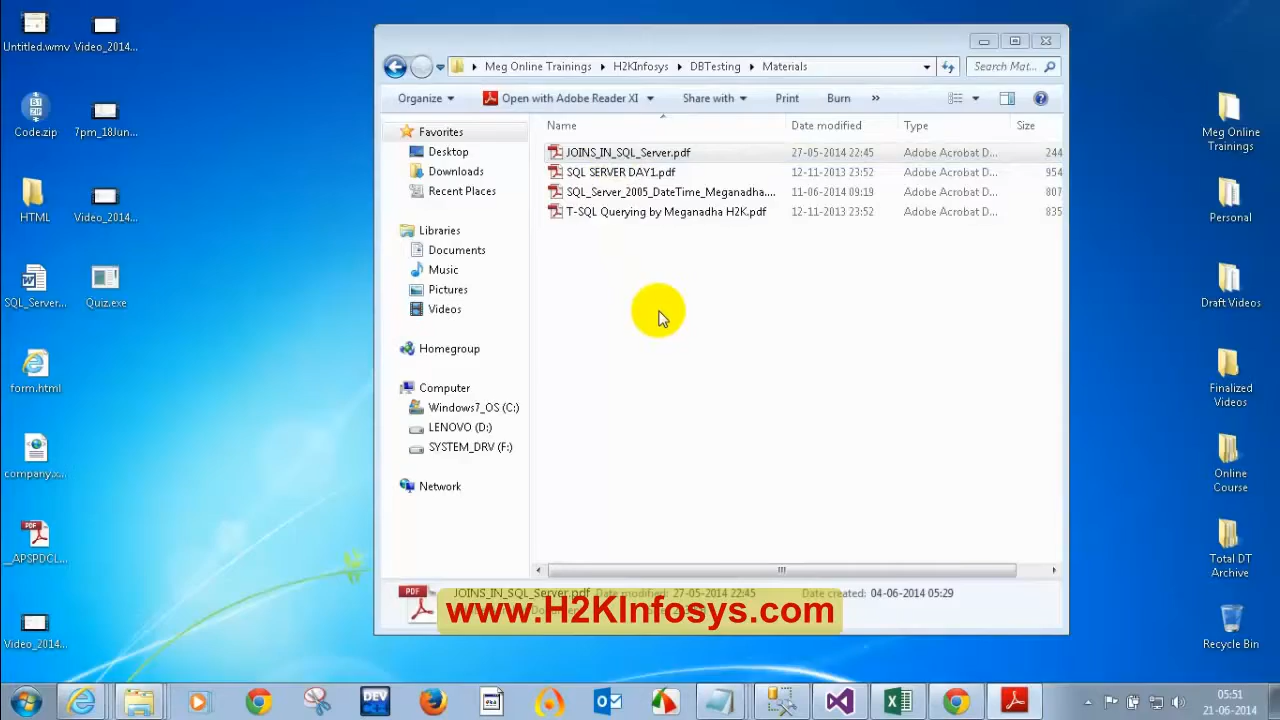 Untitled.wmv
Video_2014...
Code.zip
7pm_18Jun...
HTML
Video_2014...
SQL_Server...
Quiz.exe
form.html
company.x...
__APSPDCL...
Video_2014...
Meg Online Trainings
H2KInfosys
DBTesting
Materials
Search Mat...
Organize
Open with Adobe Reader XI
Share with
Print
Burn
»
Favorites
Desktop
Downloads
Recent Places
Libraries
Documents
Music
Pictures
Videos
Homegroup
Computer
Windows7_OS (C:)
LENOVO (D:)
SYSTEM_DRV (F:)
Network
Name
Date modified
Type
Size
JOINS_IN_SQL_Server.pdf 27-05-2014 22:45 Adobe Acrobat D... 244
SQL SERVER DAY1.pdf 12-11-2013 23:52 Adobe Acrobat D... 954
SQL_Server_2005_DateTime_Meganadha.... 11-06-2014 09:19 Adobe Acrobat D... 807
T-SQL Querying by Meganadha H2K.pdf 12-11-2013 23:52 Adobe Acrobat D... 835
JOINS_IN_SQL_Server.pdf Date modified: 27-05-2014 22:45 Date created: 04-06-2014 05:29
www.H2KInfosys.com
Meg Online
Trainings
Personal
Draft Videos
Finalized
Videos
Online
Course
Total DT
Archive
Recycle Bin
DEV
05:51
21-06-2014